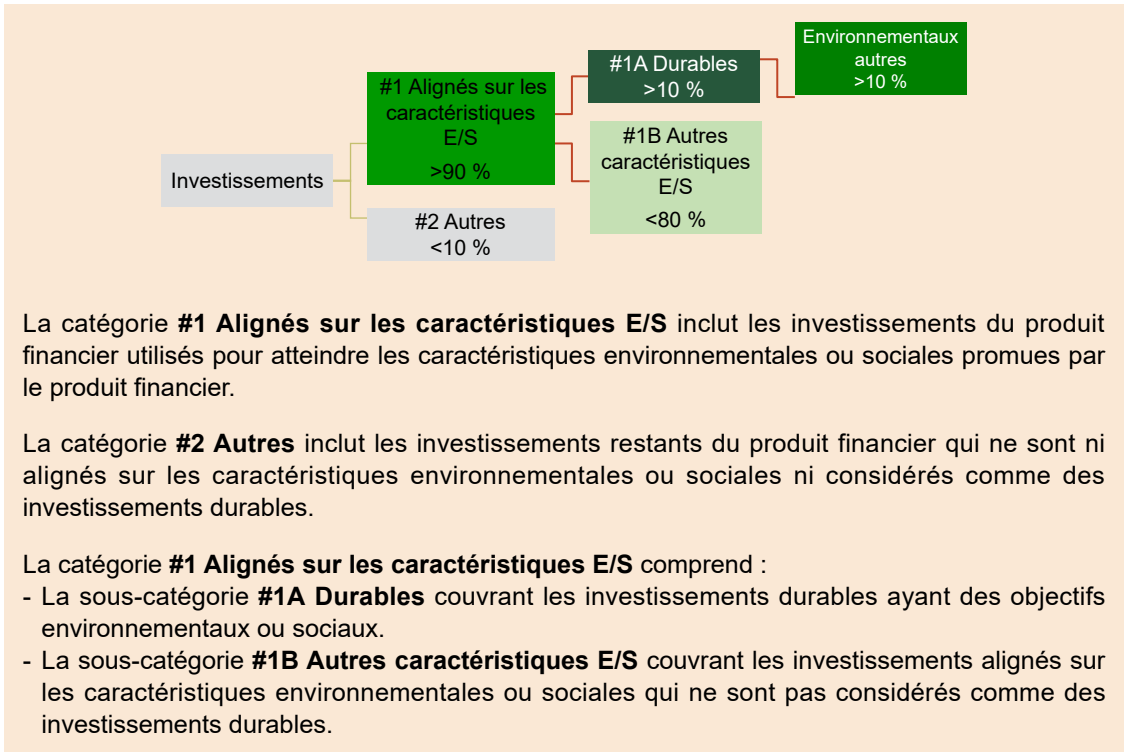 Investissements
#1 Alignés sur les
caractéristiques
E/S
>90 %
#2 Autres
<10 %
#1A Durables
>10 %
#1B Autres
caractéristiques
E/S
<80 %
Environnementaux
autres
>10 %
La catégorie #1 Alignés sur les caractéristiques E/S inclut les investissements du produit
financier utilisés pour atteindre les caractéristiques environnementales ou sociales promues par
le produit financier.
La catégorie #2 Autres inclut les investissements restants du produit financier qui ne sont ni
alignés sur les caractéristiques environnementales ou sociales ni considérés comme des
investissements durables.
La catégorie #1 Alignés sur les caractéristiques E/S comprend :
- La sous-catégorie #1A Durables couvrant les investissements durables ayant des objectifs
environnementaux ou sociaux.
- La sous-catégorie #1B Autres caractéristiques E/S couvrant les investissements alignés sur
les caractéristiques environnementales ou sociales qui ne sont pas considérés comme des
investissements durables.